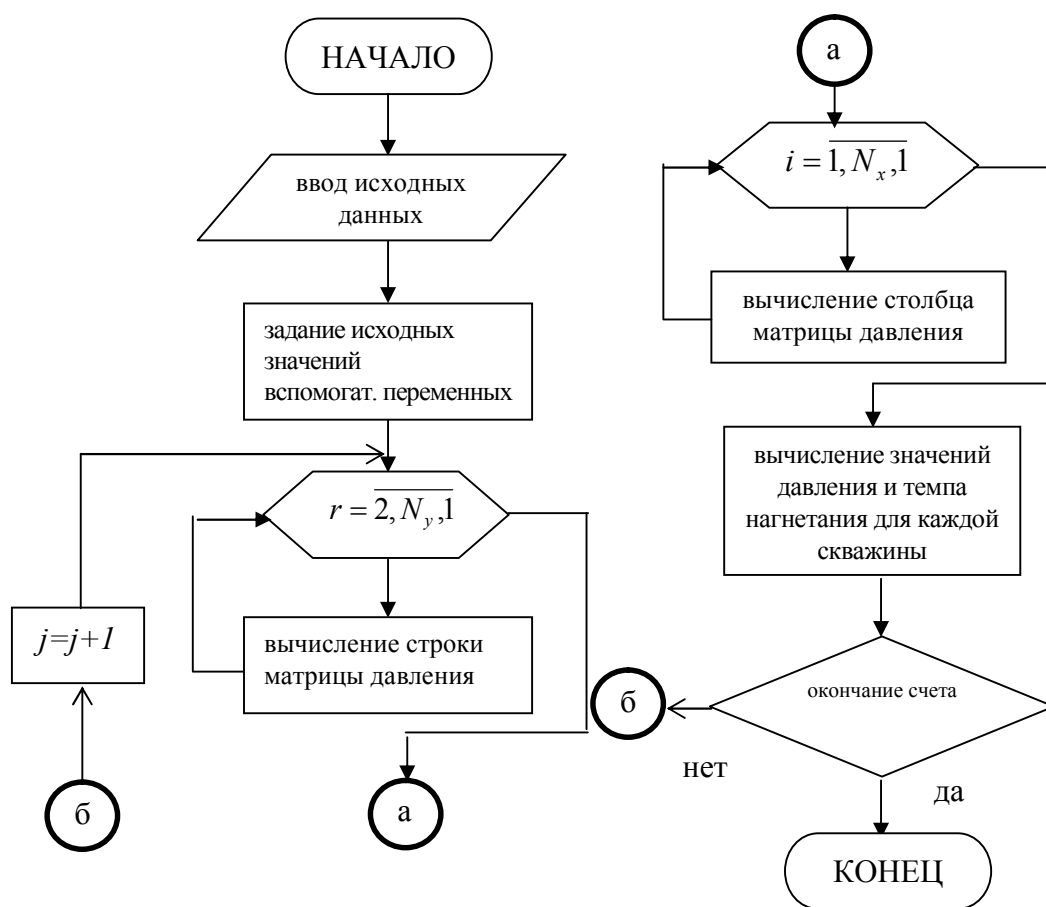 НАЧАЛО
ввод исходных
данных
задание исходных
значений
вспомогат. переменных
r = 2, N_y, 1
вычисление строки
матрицы давления
j=j+1
б
а
а
i = 1, N_x, 1
вычисление столбца
матрицы давления
вычисление значений
давления и темпа
нагнетания для каждой
скважины
окончание счета
б
нет
да
КОНЕЦ